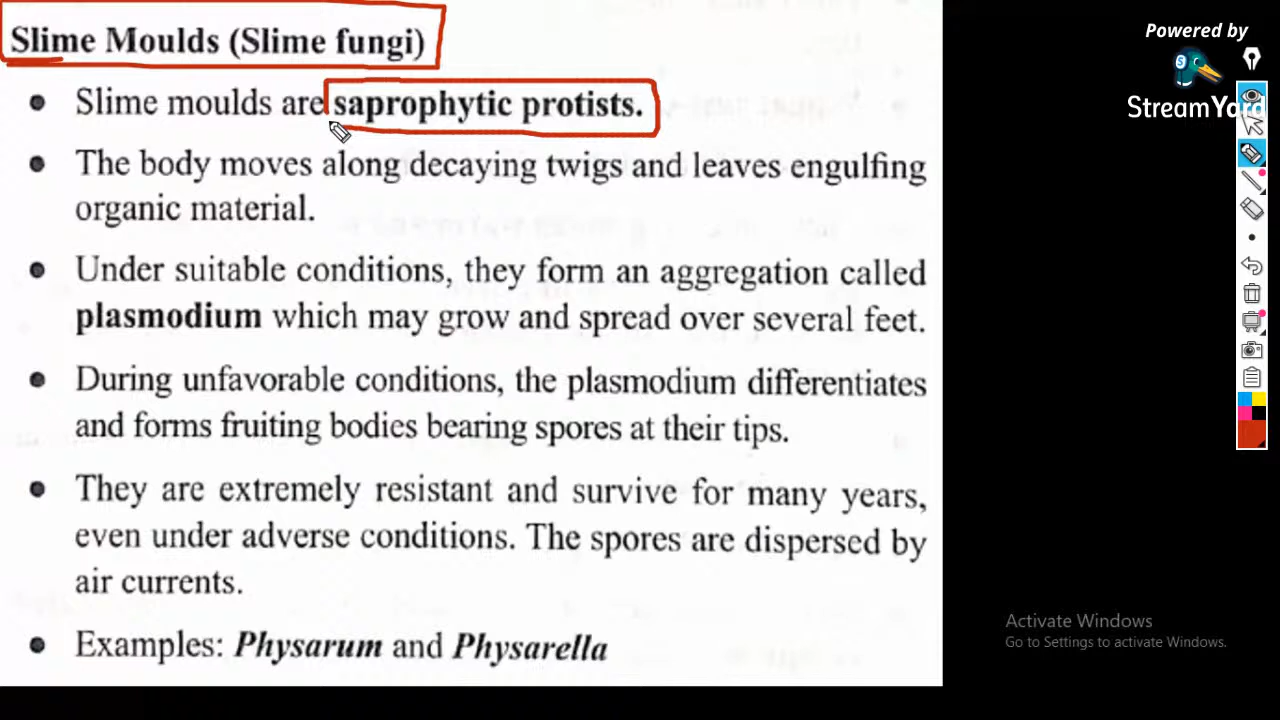 Slime Moulds (Slime fungi)
Powered by
StreamYard
• Slime moulds are saprophytic protists.
• The body moves along decaying twigs and leaves engulfing
organic material.
• Under suitable conditions, they form an aggregation called
plasmodium which may grow and spread over several feet.
• During unfavorable conditions, the plasmodium differentiates
and forms fruiting bodies bearing spores at their tips.
• They are extremely resistant and survive for many years,
even under adverse conditions. The spores are dispersed by
air currents.
• Examples: Physarum and Physarella
Activate Windows
Go to Settings to activate Windows.